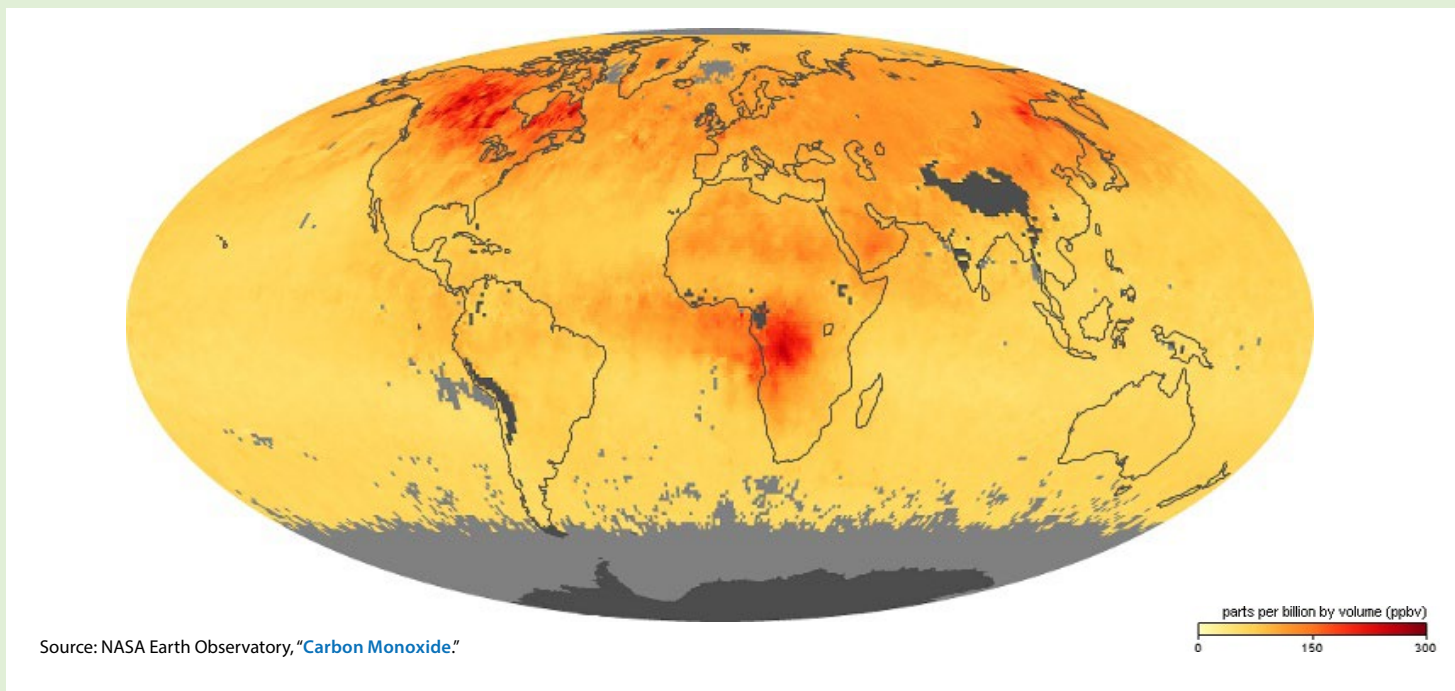 parts per billion by volume (ppbv)
0 150 300
Source: NASA Earth Observatory, “Carbon Monoxide.”